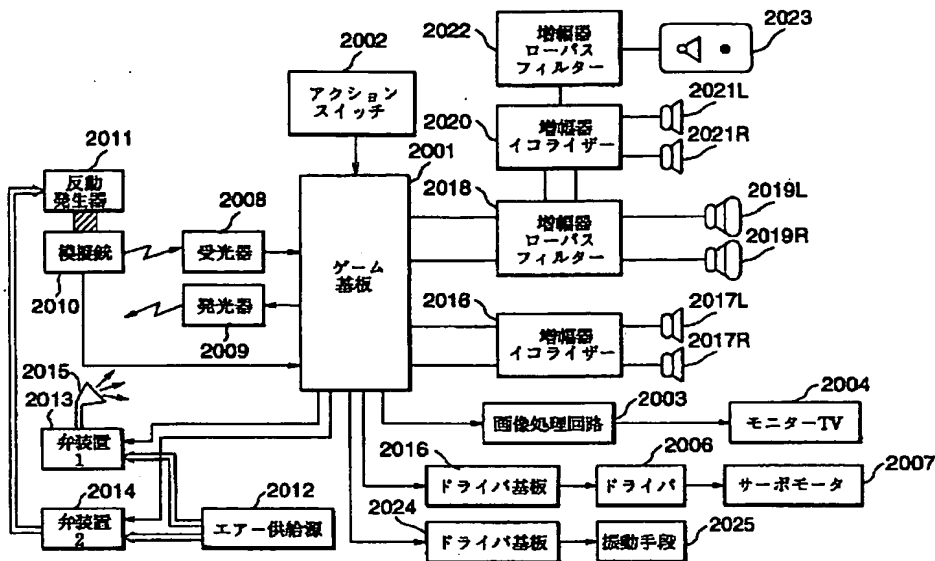 2002
アクション
スイッチ
2022
増幅器
ローパス
フィルター
2023
2020
増幅器
イコライザー
2021L
2021R
2011
反動
発生器
2001
ゲーム
基板
2018
増幅器
ローパス
フィルター
2019L
2019R
模擬銃
2010
2008
受光器
発光器
2009
2016
増幅器
イコライザー
2017L
2017R
2015
2013
弁装置
1
2003
画像処理回路
2004
モニターTV
2014
弁装置
2
2012
エアー供給源
2016
ドライバ基板
2006
ドライバ
2007
サーボモータ
2024
ドライバ基板
2025
振動手段